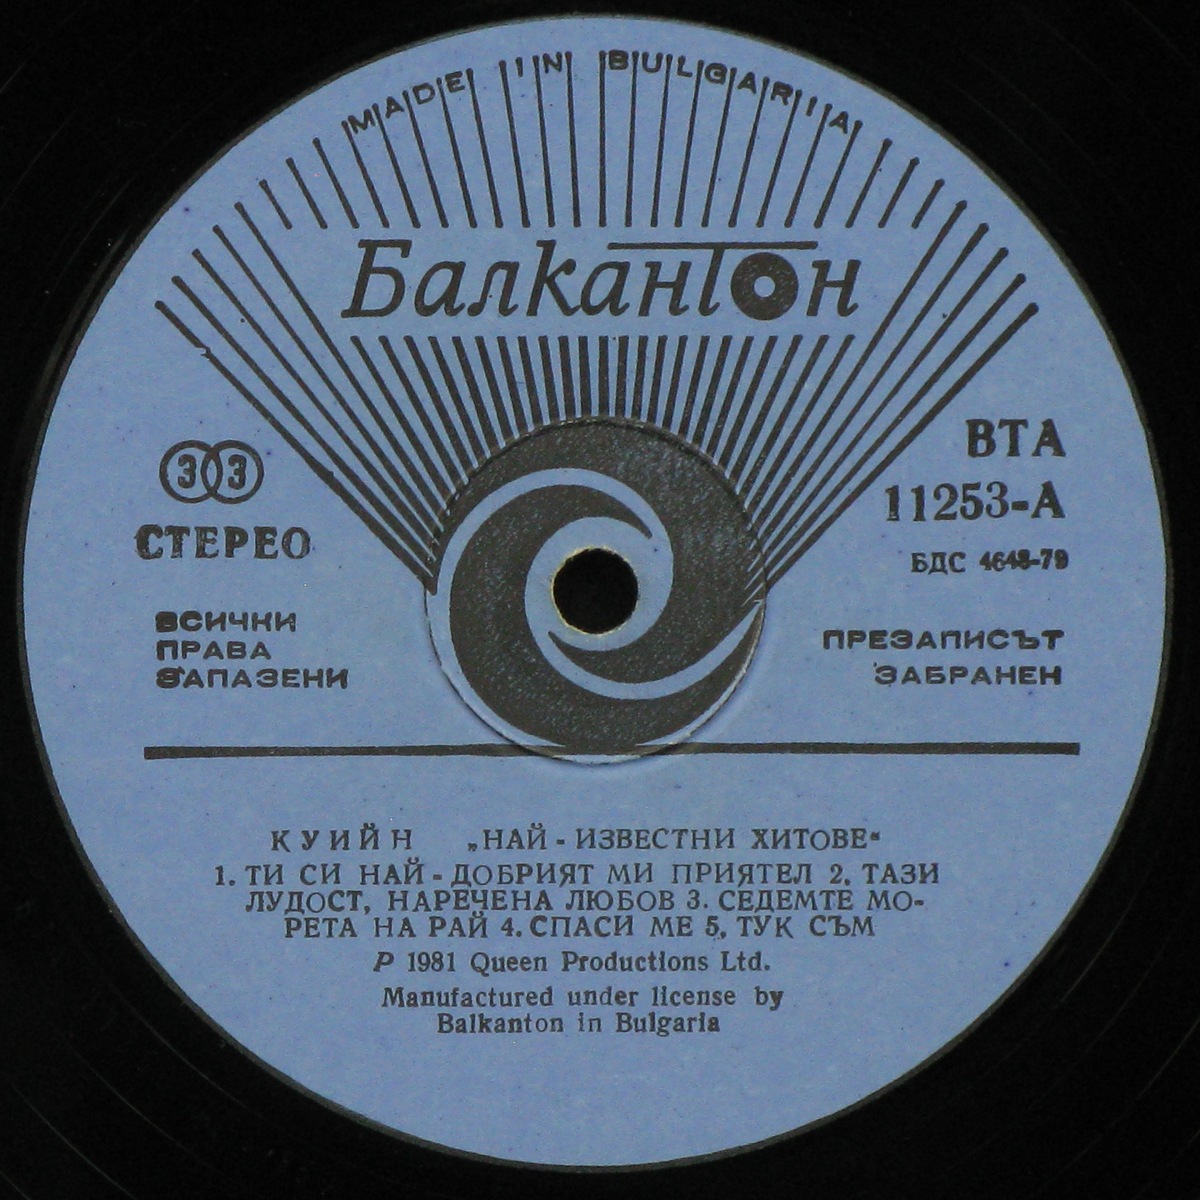 MADE IN BULGARIA
Балкантон
33
СТЕРЕО
ВТА
11253-А
БДС 4648-79
ВСИЧКИ
ПРАВА
ЗАПАЗЕНИ
ПРЕЗАПИСЪТ
ЗАБРАНЕН
КУИЙН „НАЙ-ИЗВЕСТНИ ХИТОВЕ“
1. ТИ СИ НАЙ-ДОБРИЯТ МИ ПРИЯТЕЛ 2. ТАЗИ
ЛУДОСТ, НАРЕЧЕНА ЛЮБОВ 3. СЕДЕМТЕ МО-
РЕТА НА РАЙ 4. СПАСИ МЕ 5. ТУК СЪМ
P 1981 Queen Productions Ltd.
Manufactured under license by
Balkanton in Bulgaria